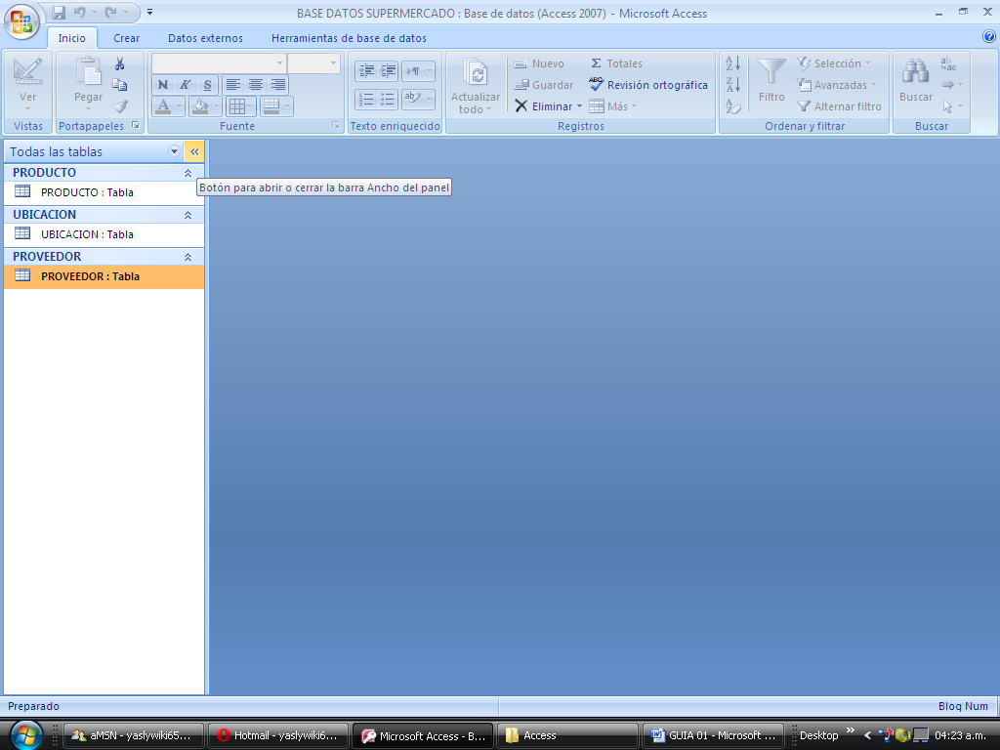 BASE DATOS SUPERMERCADO : Base de datos (Access 2007) - Microsoft Access
Inicio Crear Datos externos Herramientas de base de datos
Ver
Vistas
Pegar
Portapapeles
N K S
A
Fuente
ab
Texto enriquecido
Actualizar todo
Nuevo
Guardar
Eliminar
Σ Totales
ABC Revisión ortográfica
Más
Registros
A Z
Z A
A Z
Filtro
Selección
Avanzadas
Alternar filtro
Ordenar y filtrar
Buscar
ab ac
Buscar
Todas las tablas
PRODUCTO
PRODUCTO : Tabla
UBICACION
UBICACION : Tabla
PROVEEDOR
PROVEEDOR : Tabla
Botón para abrir o cerrar la barra Ancho del panel
Preparado
Bloq Num
aMSN - yaslywiki65... Hotmail - yaslywiki6... Microsoft Access - B... Access GUIA 01 - Microsoft ... Desktop 04:23 a.m.